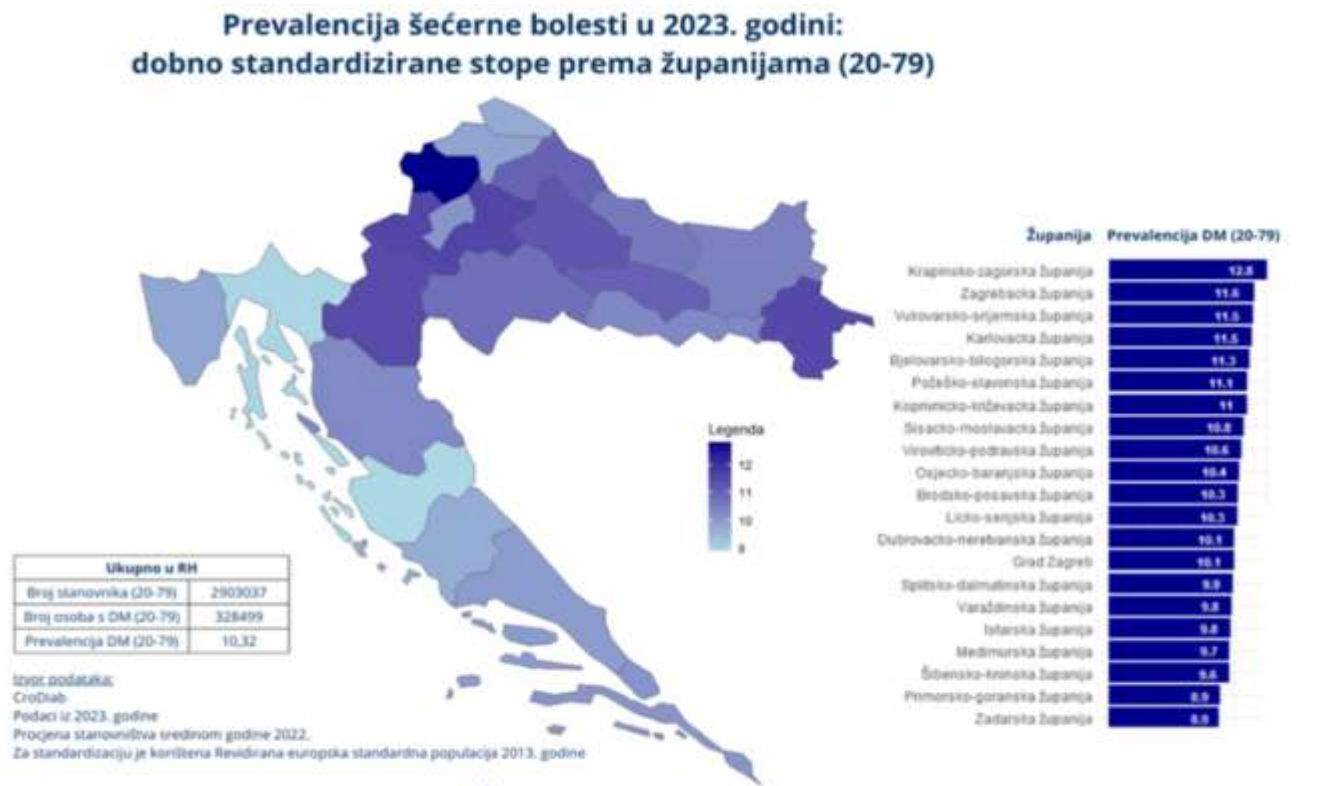 Prevalencija šećerne bolesti u 2023. godini:
dobno standardizirane stope prema županijama (20-79)
Županija Prevalencija DM (20-79)
Krapinsko-zagorska županija 12.8
Zagrebačka županija 11.6
Vukovarsko-srijemska županija 11.5
Karlovačka županija 11.5
Bjelovarsko-bilogorska županija 11.3
Požeško-slavonska županija 11.1
Koprivničko-križevačka županija 11
Sisačko-moslavačka županija 10.8
Virovitičko-podravska županija 10.6
Osječko-baranjska županija 10.4
Brodsko-posavska županija 10.3
Ličko-senjska županija 10.3
Dubrovačko-neretvanska županija 10.1
Grad Zagreb 10.1
Splitsko-dalmatinska županija 9.9
Varaždinska županija 9.8
Istarska županija 9.8
Međimurska županija 9.7
Šibensko-kninska županija 9.6
Primorsko-goranska županija 8.9
Zadarska županija 8.9
Legenda
12
11
10
9
Ukupno u RH
Broj stanovnika (20-79) 2903037
Broj osoba s DM (20-79) 328499
Prevalencija DM (20-79) 10,32
Izvor podataka:
CroDiab
Podaci iz 2023. godine
Procjena stanovništva sredinom godine 2022.
Za standardizaciju je korištena Revidirana europska standardna populacija 2013. godine